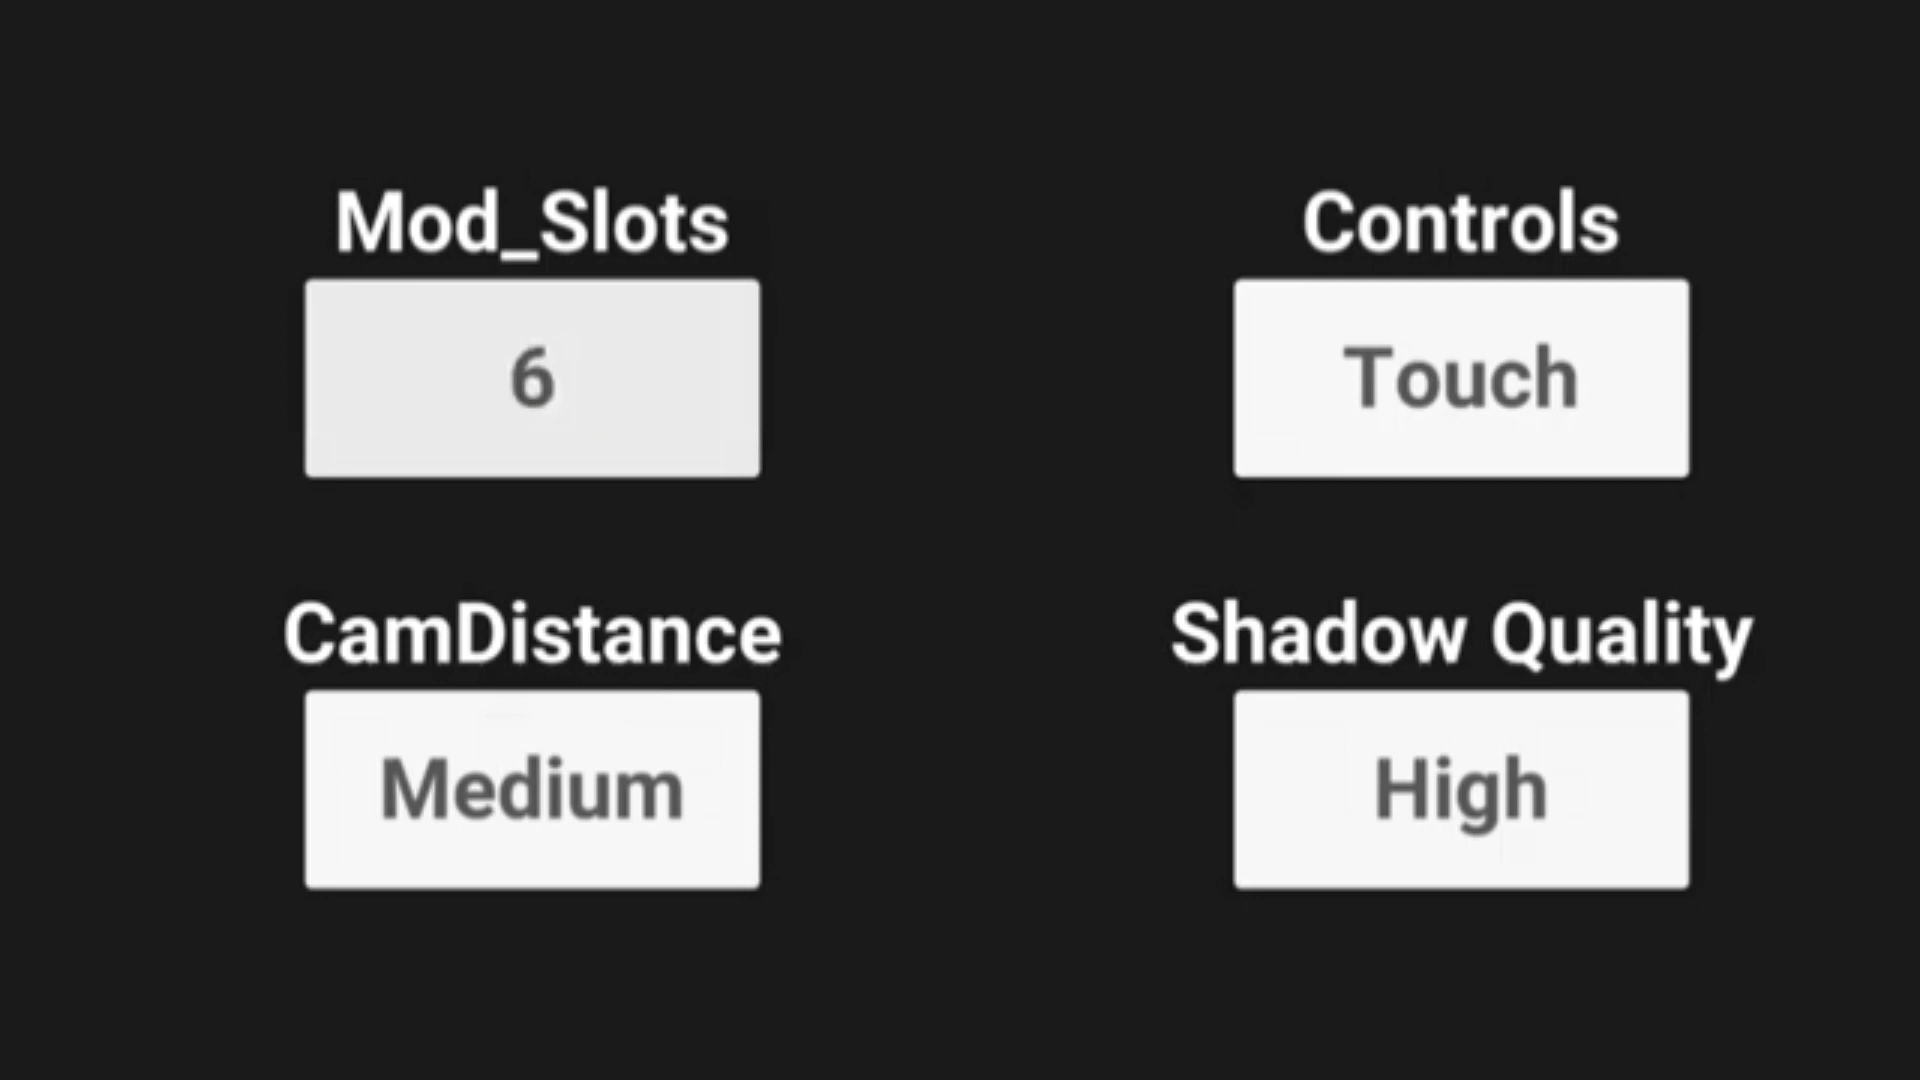 Mod_Slots
6
Controls
Touch
CamDistance
Medium
Shadow Quality
High